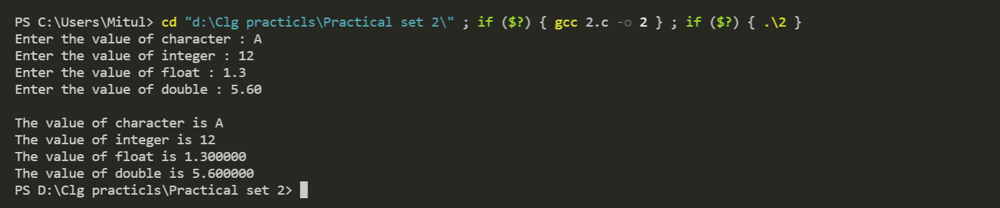 PS C:\Users\Mitul> cd "d:\Clg practicls\Practical set 2\" ; if ($?) { gcc 2.c -o 2 } ; if ($?) { .\2 }
Enter the value of character : A
Enter the value of integer : 12
Enter the value of float : 1.3
Enter the value of double : 5.60

The value of character is A
The value of integer is 12
The value of float is 1.300000
The value of double is 5.600000
PS D:\Clg practicls\Practical set 2>